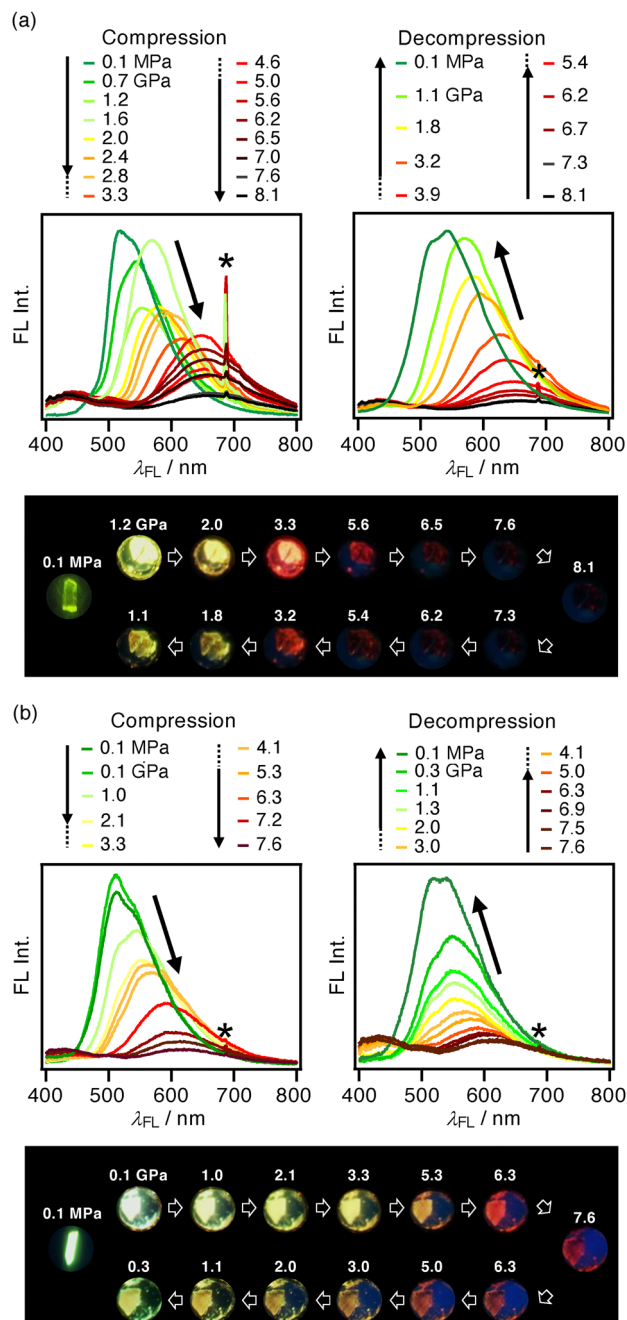 (a)
Compression
0.1 MPa
0.7 GPa
1.2
1.6
2.0
2.4
2.8
3.3
4.6
5.0
5.6
6.2
6.5
7.0
7.6
8.1
Decompression
0.1 MPa
1.1 GPa
1.8
3.2
3.9
5.4
6.2
6.7
7.3
8.1
FL Int.
*
400 500 600 700 800
λFL / nm
FL Int.
*
400 500 600 700 800
λFL / nm
1.2 GPa 2.0 3.3 5.6 6.5 7.6
0.1 MPa
8.1
1.1 1.8 3.2 5.4 6.2 7.3
(b)
Compression
0.1 MPa
0.1 GPa
1.0
2.1
3.3
4.1
5.3
6.3
7.2
7.6
Decompression
0.1 MPa
0.3 GPa
1.1
1.3
2.0
3.0
4.1
5.0
6.3
6.9
7.5
7.6
FL Int.
*
400 500 600 700 800
λFL / nm
FL Int.
*
400 500 600 700 800
λFL / nm
0.1 GPa 1.0 2.1 3.3 5.3 6.3
0.1 MPa
7.6
0.3 1.1 2.0 3.0 5.0 6.3